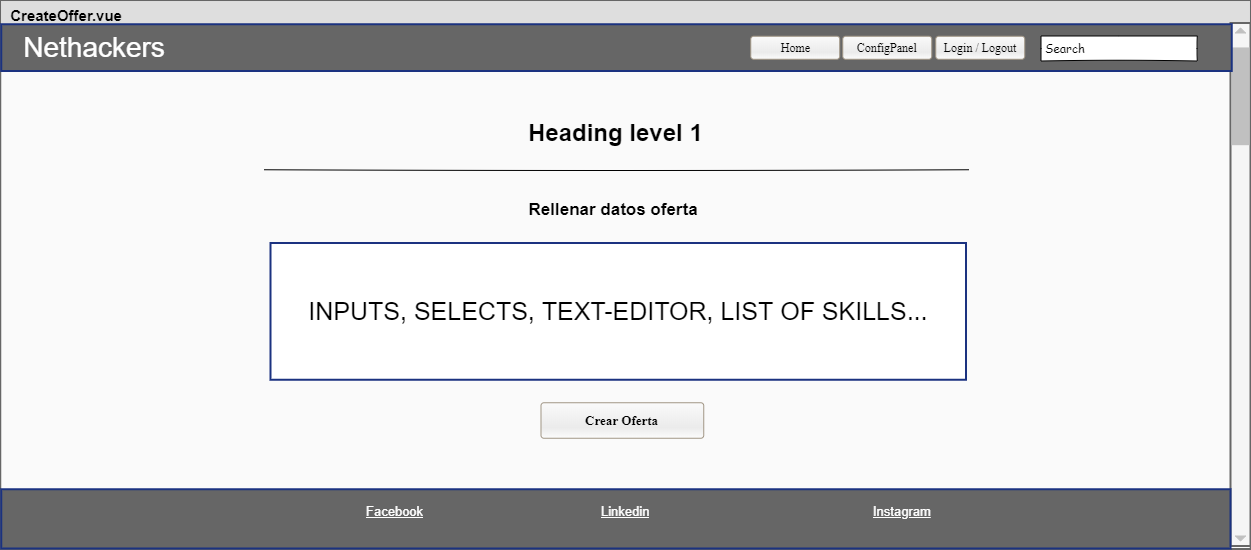 CreateOffer.vue
Nethackers
Home ConfigPanel Login / Logout Search
Heading level 1
Rellenar datos oferta
INPUTS, SELECTS, TEXT-EDITOR, LIST OF SKILLS...
Crear Oferta
Facebook Linkedin Instagram